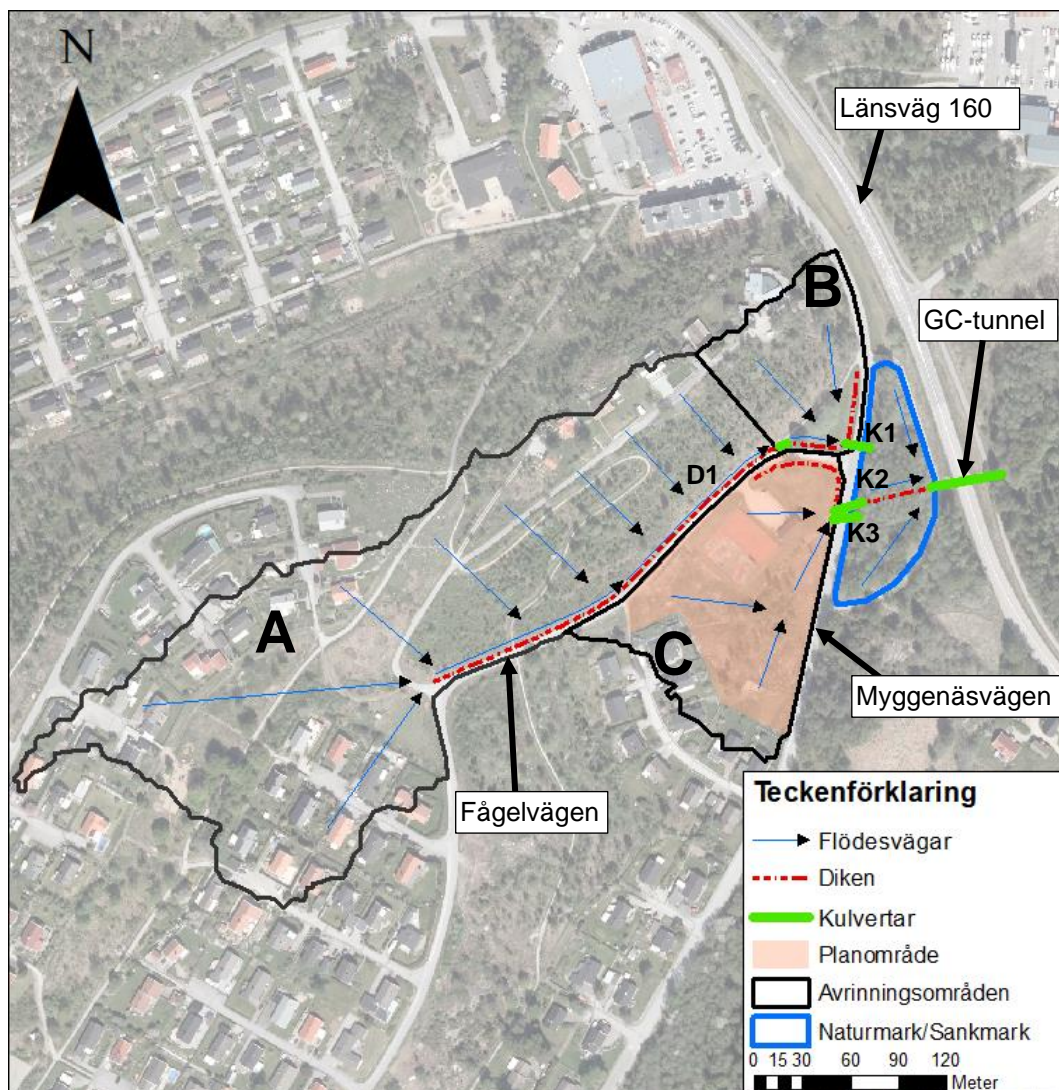 N
Länsväg 160
B
GC-tunnel
K1
D1
K2
K3
A
C
Myggenäsvägen
Fågelvägen
Teckenförklaring
Flödesvägar
Diken
Kulvertar
Planområde
Avrinningsområden
Naturmark/Sankmark
0 15 30 60 90 120
Meter